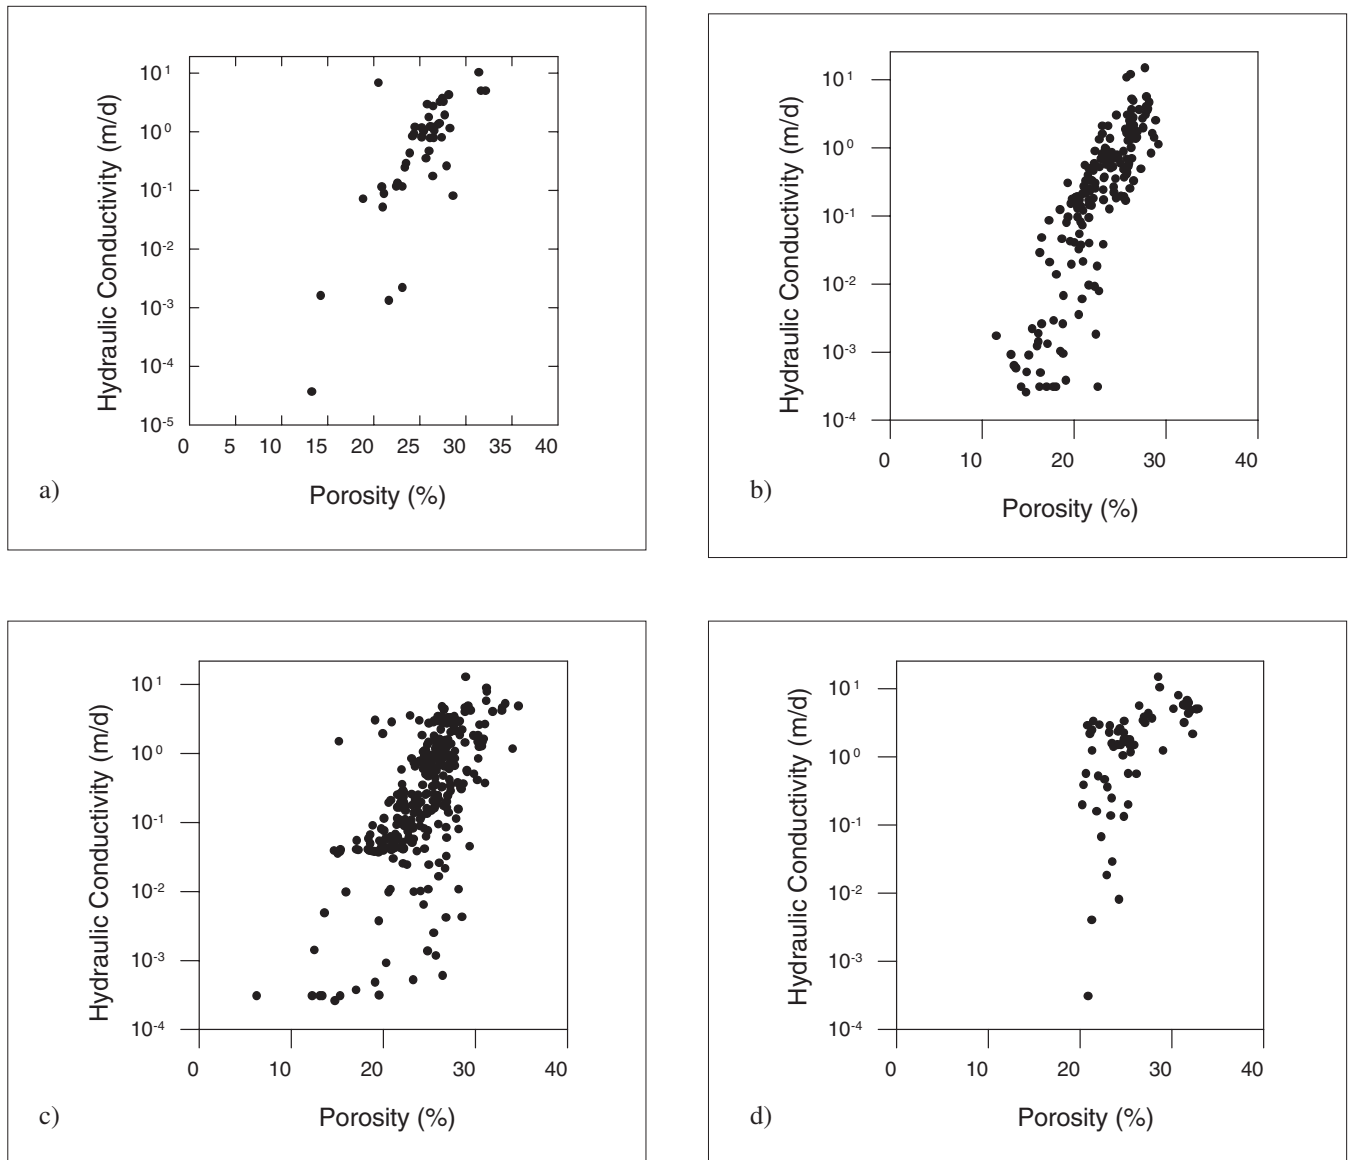 10¹
10⁰
10⁻¹
10⁻²
10⁻³
10⁻⁴
10⁻⁵
Hydraulic Conductivity (m/d)
0 5 10 15 20 25 30 35 40
Porosity (%)
a)
10¹
10⁰
10⁻¹
10⁻²
10⁻³
10⁻⁴
Hydraulic Conductivity (m/d)
0 10 20 30 40
Porosity (%)
b)
10¹
10⁰
10⁻¹
10⁻²
10⁻³
10⁻⁴
Hydraulic Conductivity (m/d)
0 10 20 30 40
Porosity (%)
c)
10¹
10⁰
10⁻¹
10⁻²
10⁻³
10⁻⁴
Hydraulic Conductivity (m/d)
0 10 20 30 40
Porosity (%)
d)